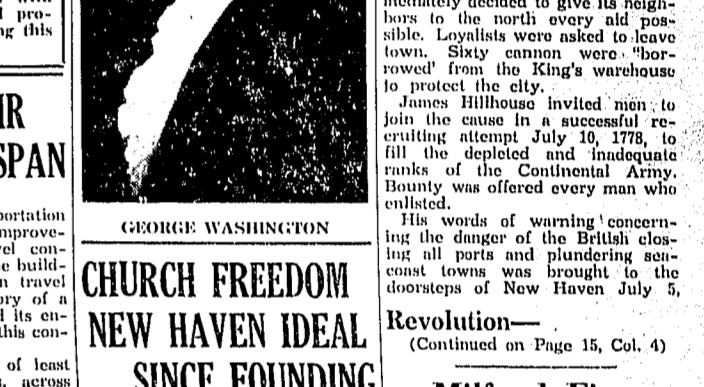 pro-
ng this
IR
SPAN
portation
mprove-
vel con-
e build-
n travel
ory of a
l its en-
this con-
of least
across
GEORGE WASHINGTON
CHURCH FREEDOM
NEW HAVEN IDEAL
SINCE FOUNDING
mediately decided to give its neigh-
bors to the north every aid pos-
sible. Loyalists were asked to leave
town. Sixty cannon were "bor-
rowed' from the King's warehouse
to protect the city.
James Hillhouse invited men to
join the cause in a successful re-
cruiting attempt July 10, 1778, to
fill the depleted and inadequate
ranks of the Continental Army.
Bounty was offered every man who
enlisted.
His words of warning concern-
ing the danger of the British clos-
ing all ports and plundering sea-
coast towns was brought to the
doorsteps of New Haven July 5,
Revolution—
(Continued on Page 15, Col. 4)